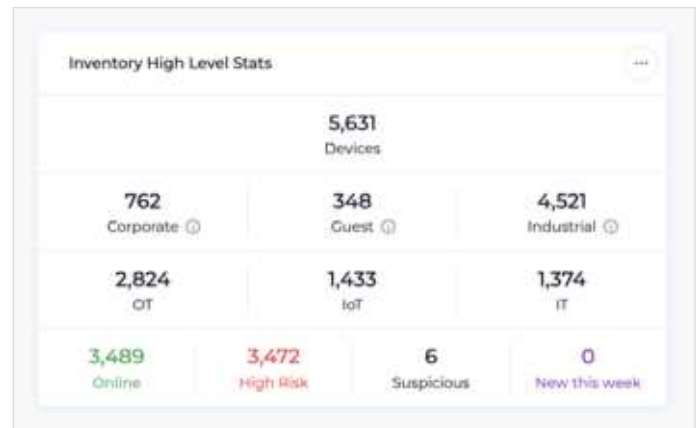 Inventory High Level Stats
...
5,631
Devices
762 348 4,521
Corporate Guest Industrial
2,824 1,433 1,374
OT IoT IT
3,489 3,472 6 0
Online High Risk Suspicious New this week